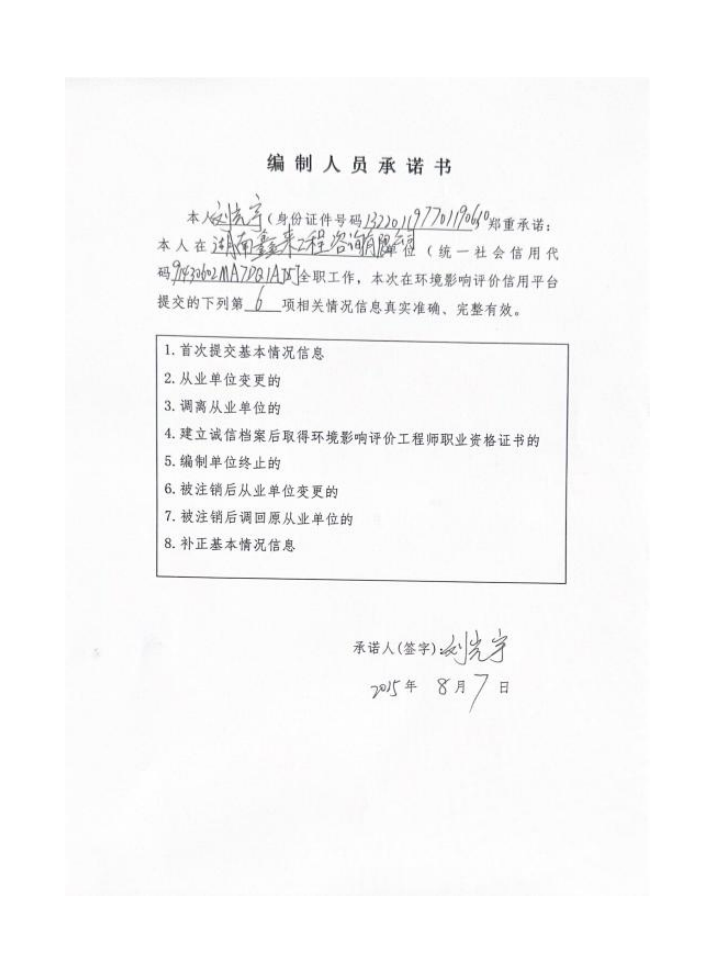 编制人员承诺书
本人刘光宇(身份证件号码132201197701190610郑重承诺:
本人在湖南鑫来工程咨询有限公司单位(统一社会信用代
码91430602MA7DQ1A 全职工作,本次在环境影响评价信用平台
提交的下列第6项相关情况信息真实准确、完整有效。
1.首次提交基本情况信息
2.从业单位变更的
3.调离从业单位的
4.建立诚信档案后取得环境影响评价工程师职业资格证书的
5.编制单位终止的
6.被注销后从业单位变更的
7.被注销后调回原从业单位的
8.补正基本情况信息
承诺人(签字):刘光宇
2025年 8月7日